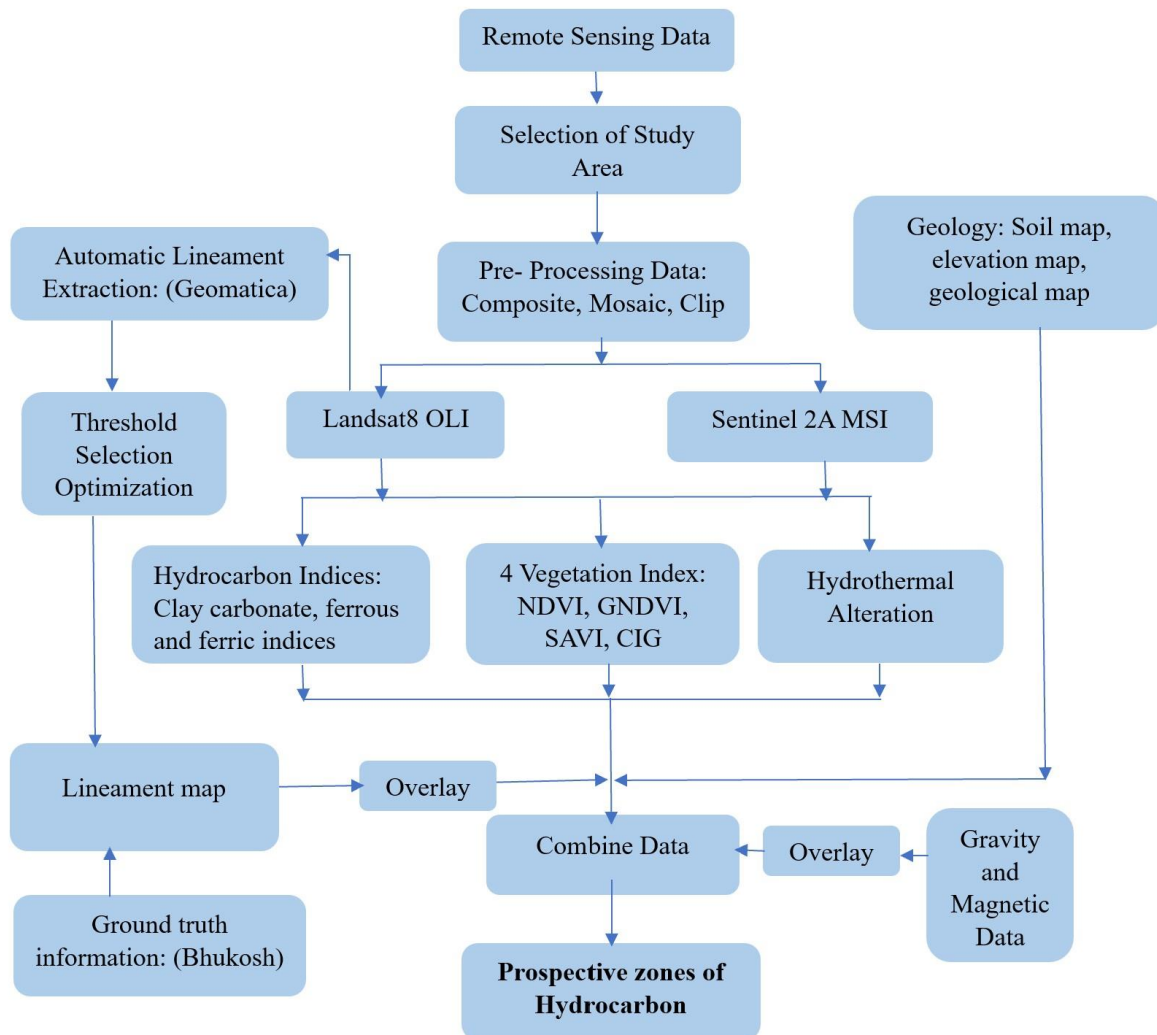 Remote Sensing Data
Selection of Study
Area
Geology: Soil map,
elevation map,
geological map
Automatic Lineament
Extraction: (Geomatica)
Pre- Processing Data:
Composite, Mosaic, Clip
Threshold
Selection
Optimization
Landsat8 OLI
Sentinel 2A MSI
Hydrocarbon Indices:
Clay carbonate, ferrous
and ferric indices
4 Vegetation Index:
NDVI, GNDVI,
SAVI, CIG
Hydrothermal
Alteration
Lineament map
Overlay
Combine Data
Overlay
Gravity
and
Magnetic
Data
Ground truth
information: (Bhukosh)
Prospective zones of
Hydrocarbon